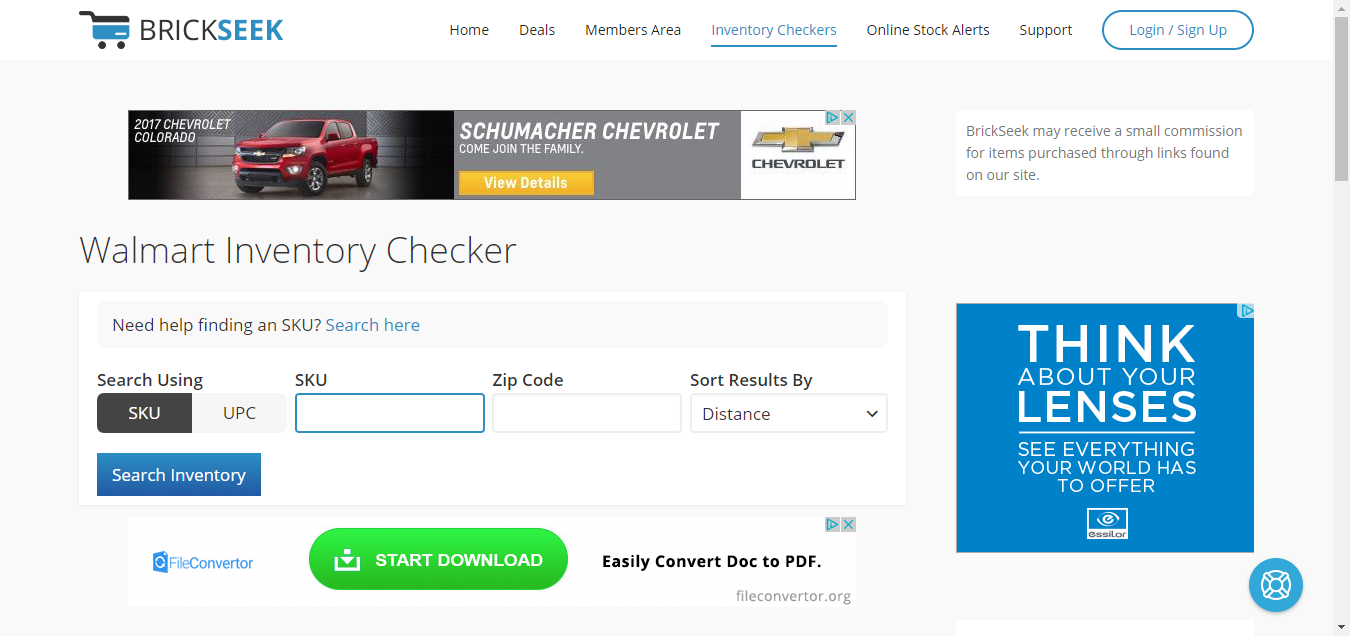 BRICKSEEK
Home
Deals
Members Area
Inventory Checkers
Online Stock Alerts
Support
Login / Sign Up
2017 CHEVROLET
COLORADO
SCHUMACHER CHEVROLET
COME JOIN THE FAMILY.
View Details
CHEVROLET
BrickSeek may receive a small commission
for items purchased through links found
on our site.
Walmart Inventory Checker
Need help finding an SKU? Search here
Search Using
SKU
Zip Code
Sort Results By
SKU
UPC
Distance
Search Inventory
THINK
ABOUT YOUR
LENSES
SEE EVERYTHING
YOUR WORLD HAS
TO OFFER
essilor
FileConvertor
START DOWNLOAD
Easily Convert Doc to PDF.
fileconvertor.org